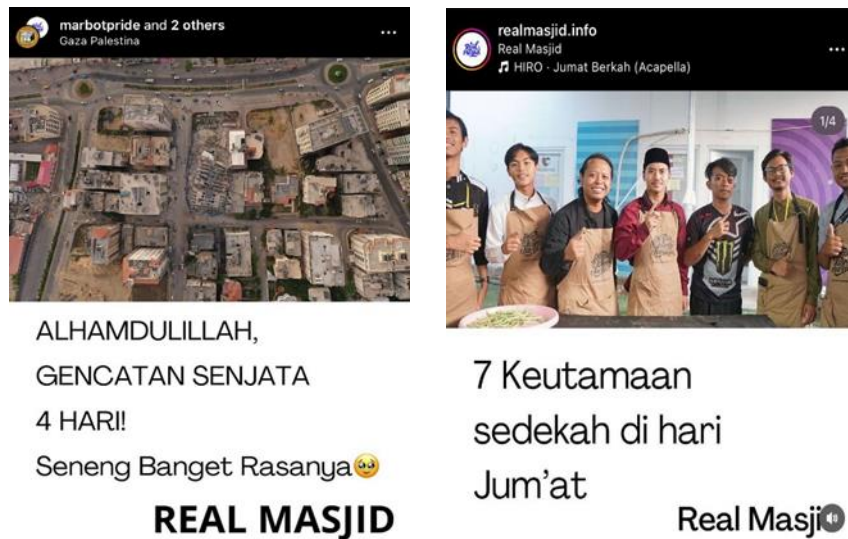 marbotpride and 2 others
Gaza Palestina
ALHAMDULILLAH,
GENCATAN SENJATA
4 HARI!
Seneng Banget Rasanya🥹
REAL MASJID
realmasjid.info
Real Masjid
HIRO · Jumat Berkah (Acapella)
1/4
7 Keutamaan
sedekah di hari
Jum'at
Real Masji